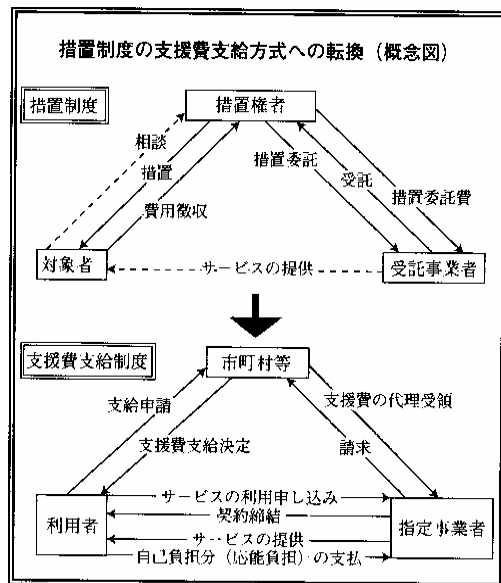 措置制度の支援費支給方式への転換（概念図）
措置制度
措置権者
相談
措置
費用徴収
措置委託
受託
措置委託費
対象者
サービスの提供
受託事業者
支援費支給制度
市町村等
支給申請
支援費支給決定
支援費の代理受領
請求
利用者
サービスの利用申し込み
契約締結
サービスの提供
自己負担分（応能負担）の支払
指定事業者